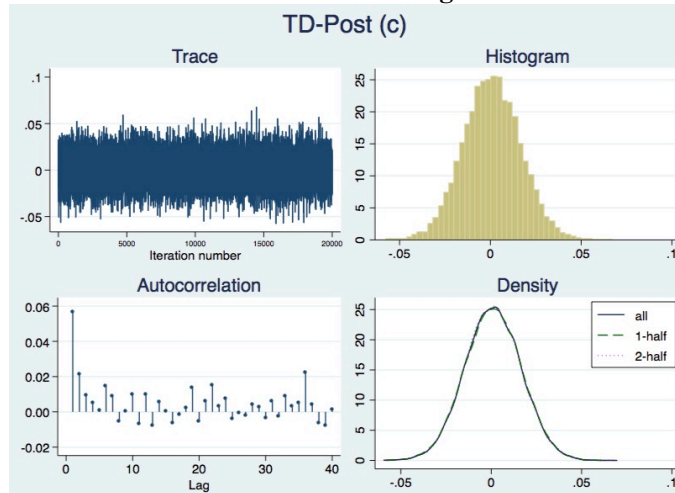 TD-Post (c)
Trace
.1
.05
0
-.05
0 5000 10000 15000 20000
Iteration number
Histogram
25
20
15
10
5
0
-.05 0 .05 .1
Autocorrelation
0.06
0.04
0.02
0.00
-0.02
0 10 20 30 40
Lag
Density
25
20
15
10
5
0
-.05 0 .05 .1
all
1-half
2-half